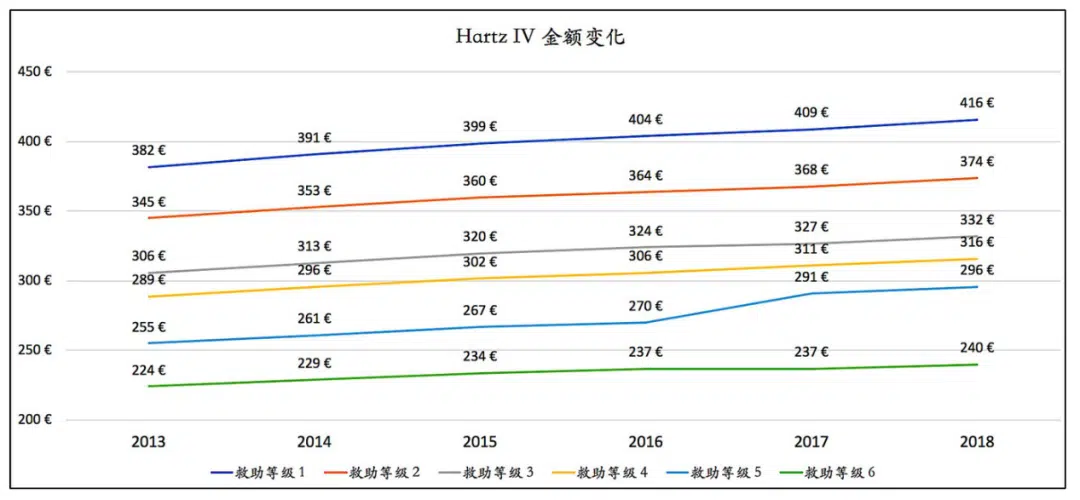 Hartz IV 金额变化
450 €
400 €
350 €
300 €
250 €
200 €
382 € 391 € 399 € 404 € 409 € 416 €
345 € 353 € 360 € 364 € 368 € 374 €
306 € 313 € 320 € 324 € 327 € 332 €
289 € 296 € 302 € 306 € 311 € 316 €
255 € 261 € 267 € 270 € 291 € 296 €
224 € 229 € 234 € 237 € 237 € 240 €
2013 2014 2015 2016 2017 2018
救助等级 1 救助等级 2 救助等级 3 救助等级 4 救助等级 5 救助等级 6